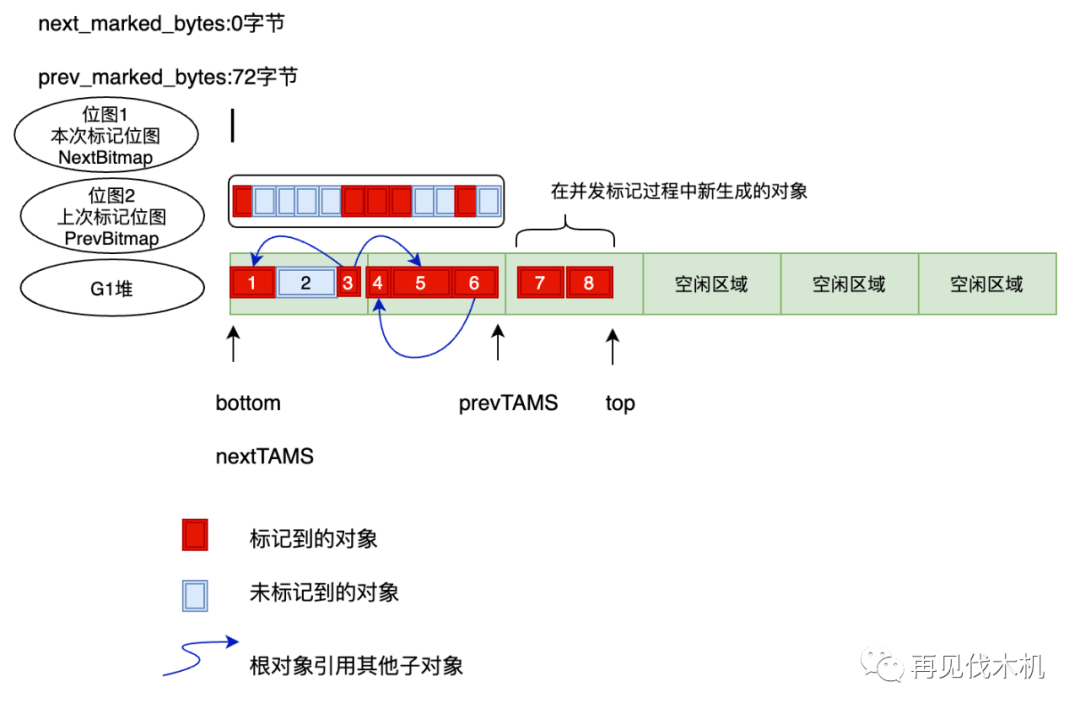 next_marked_bytes:0字节
prev_marked_bytes:72字节
位图1
本次标记位图
NextBitmap
位图2
上次标记位图
PrevBitmap
在并发标记过程中新生成的对象
G1堆
1 2 3 4 5 6 7 8 空闲区域 空闲区域 空闲区域
bottom prevTAMS top
nextTAMS
标记到的对象
未标记到的对象
根对象引用其他子对象
再见伐木机